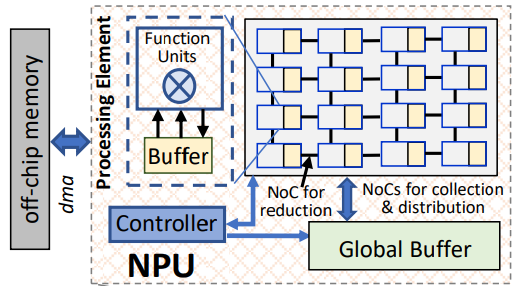 off-chip memory
dma
Processing Element
Function
Units
Buffer
NoC for
reduction
NoCs for collection
& distribution
Controller
Global Buffer
NPU